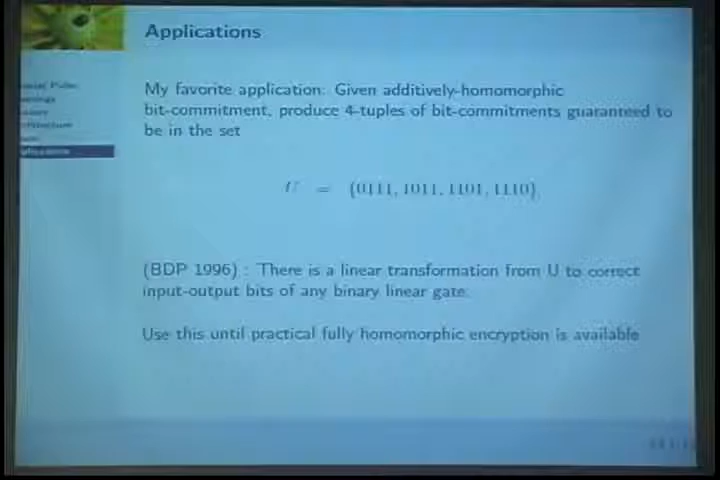 Applications
My favorite application: Given additively-homomorphic
bit-commitment, produce 4-tuples of bit-commitments guaranteed to
be in the set
U = {0111, 1011, 1101, 1110}.
(BDP 1996) : There is a linear transformation from U to correct
input-output bits of any binary linear gate.
Use this until practical fully homomorphic encryption is available